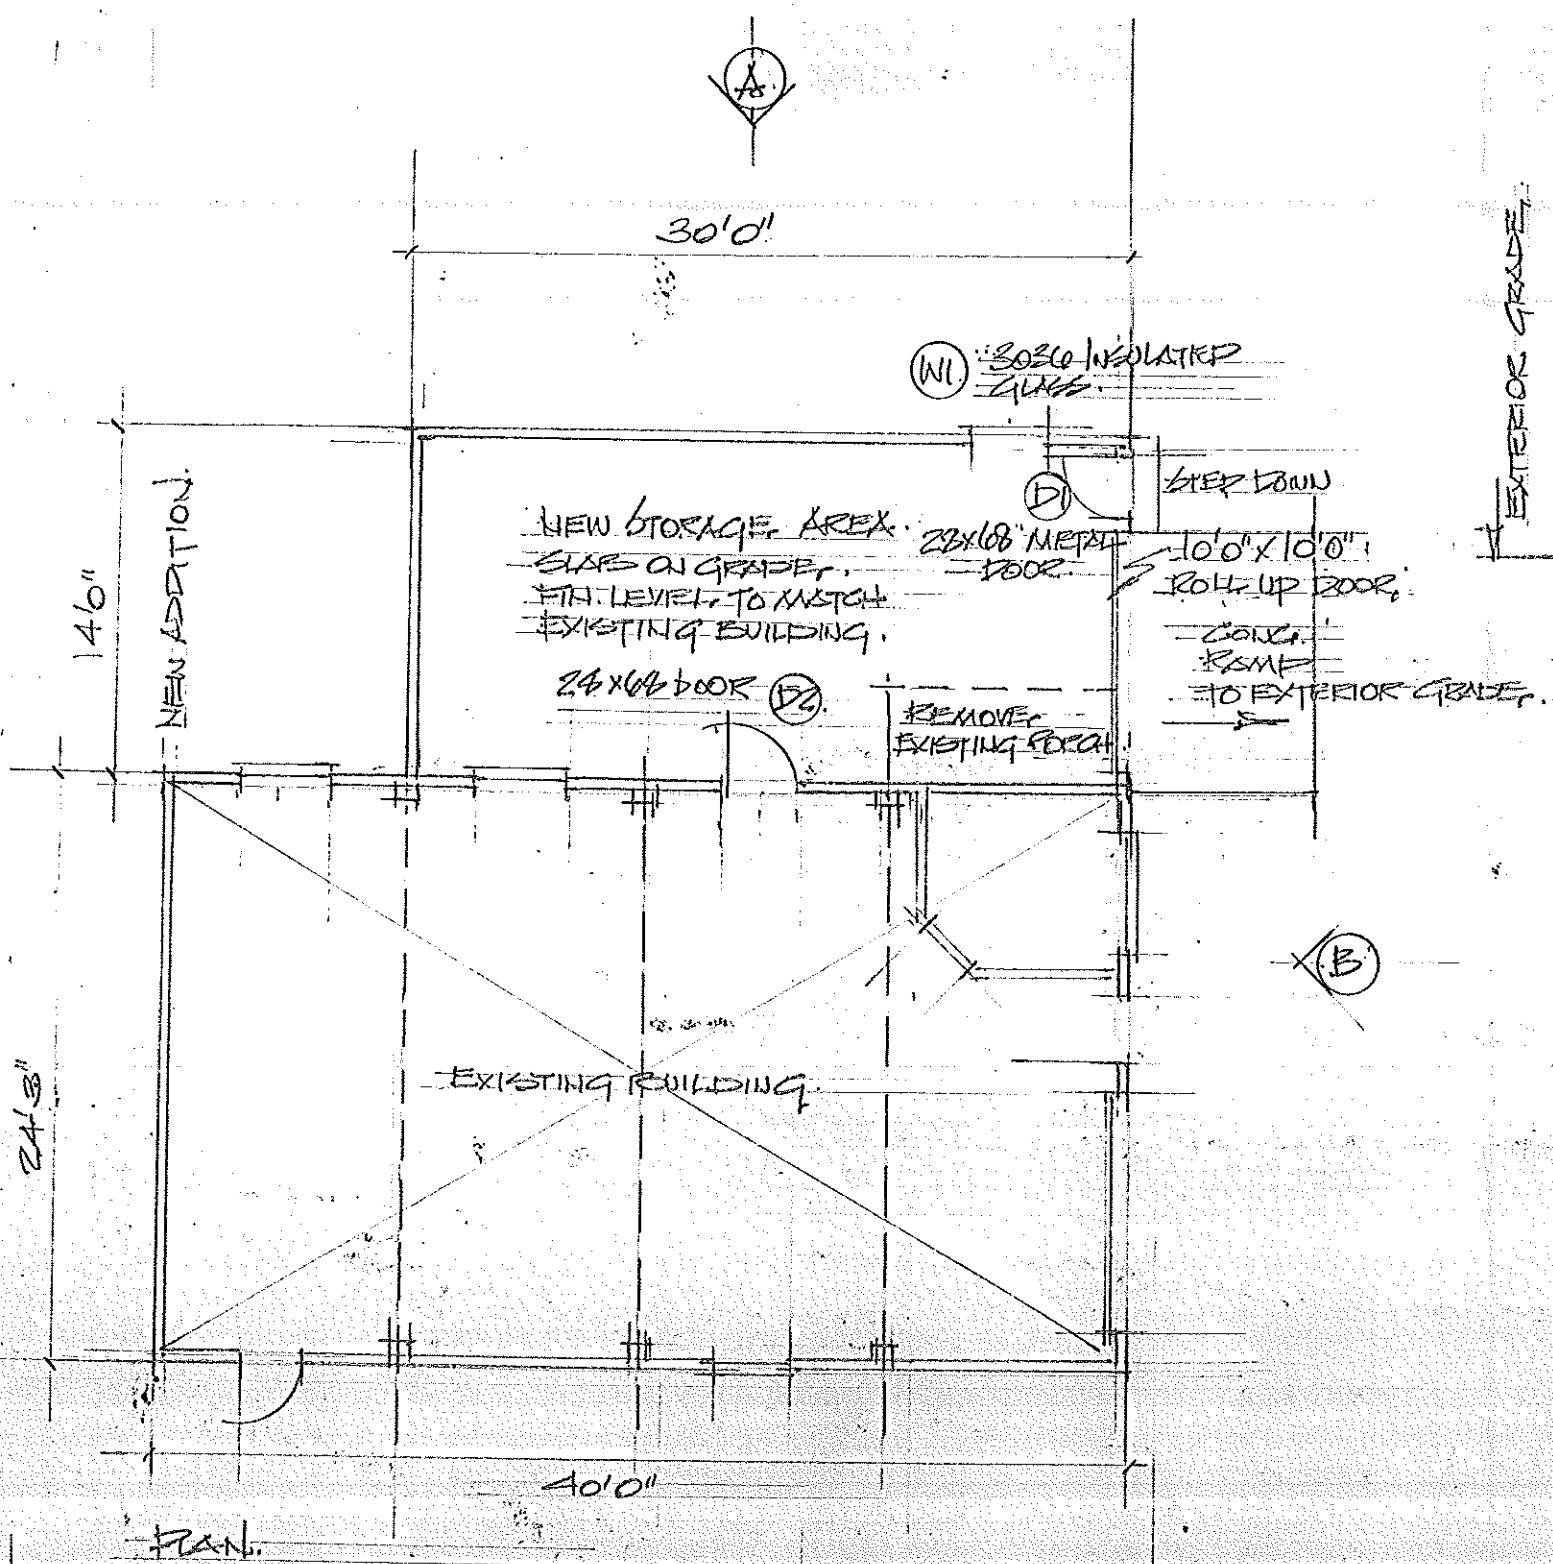 A
30'0"
EXTERIOR GRADE.
W1 3036 INSULATED
GLASS.
D1
STEP DOWN
NEW ADDITION.
14'0"
NEW STORAGE AREA.
SLAB ON GRADE.
FIN. LEVEL TO MATCH
EXISTING BUILDING.
28x68" METAL
DOOR.
10'0" X 10'0"
ROLL UP DOOR.
CONC.
RAMP
TO EXTERIOR GRADE.
28x68 DOOR D2
REMOVE
EXISTING PORCH.
B
EXISTING BUILDING.
24'3"
40'0"
PLAN.